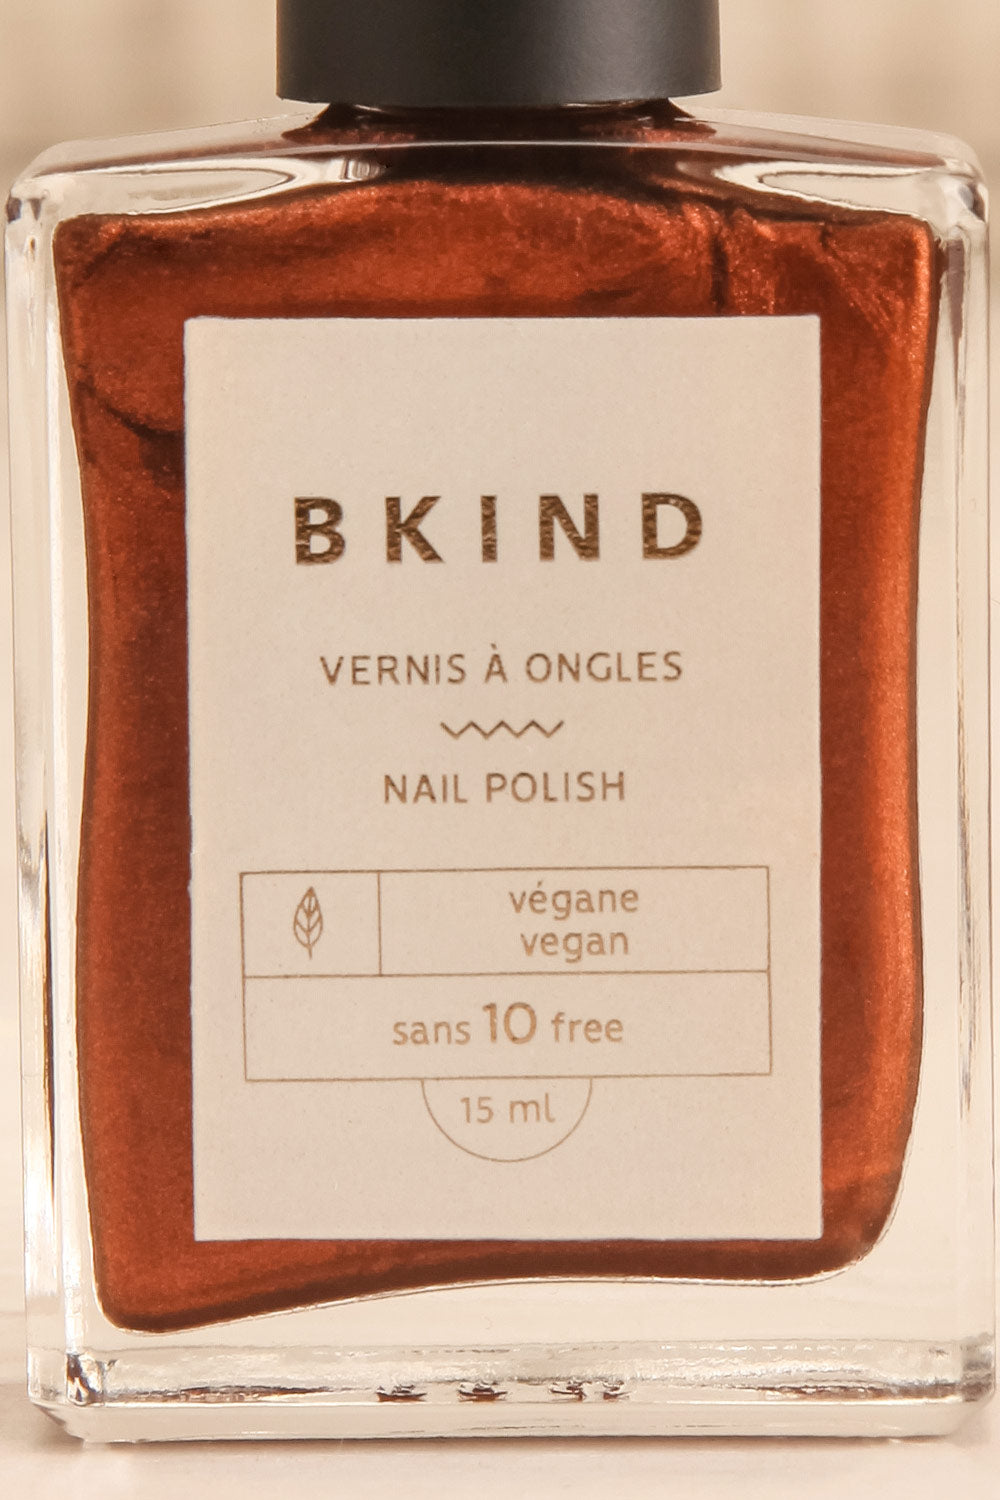 BKIND
VERNIS À ONGLES
NAIL POLISH
végane
vegan
sans 10 free
15 ml